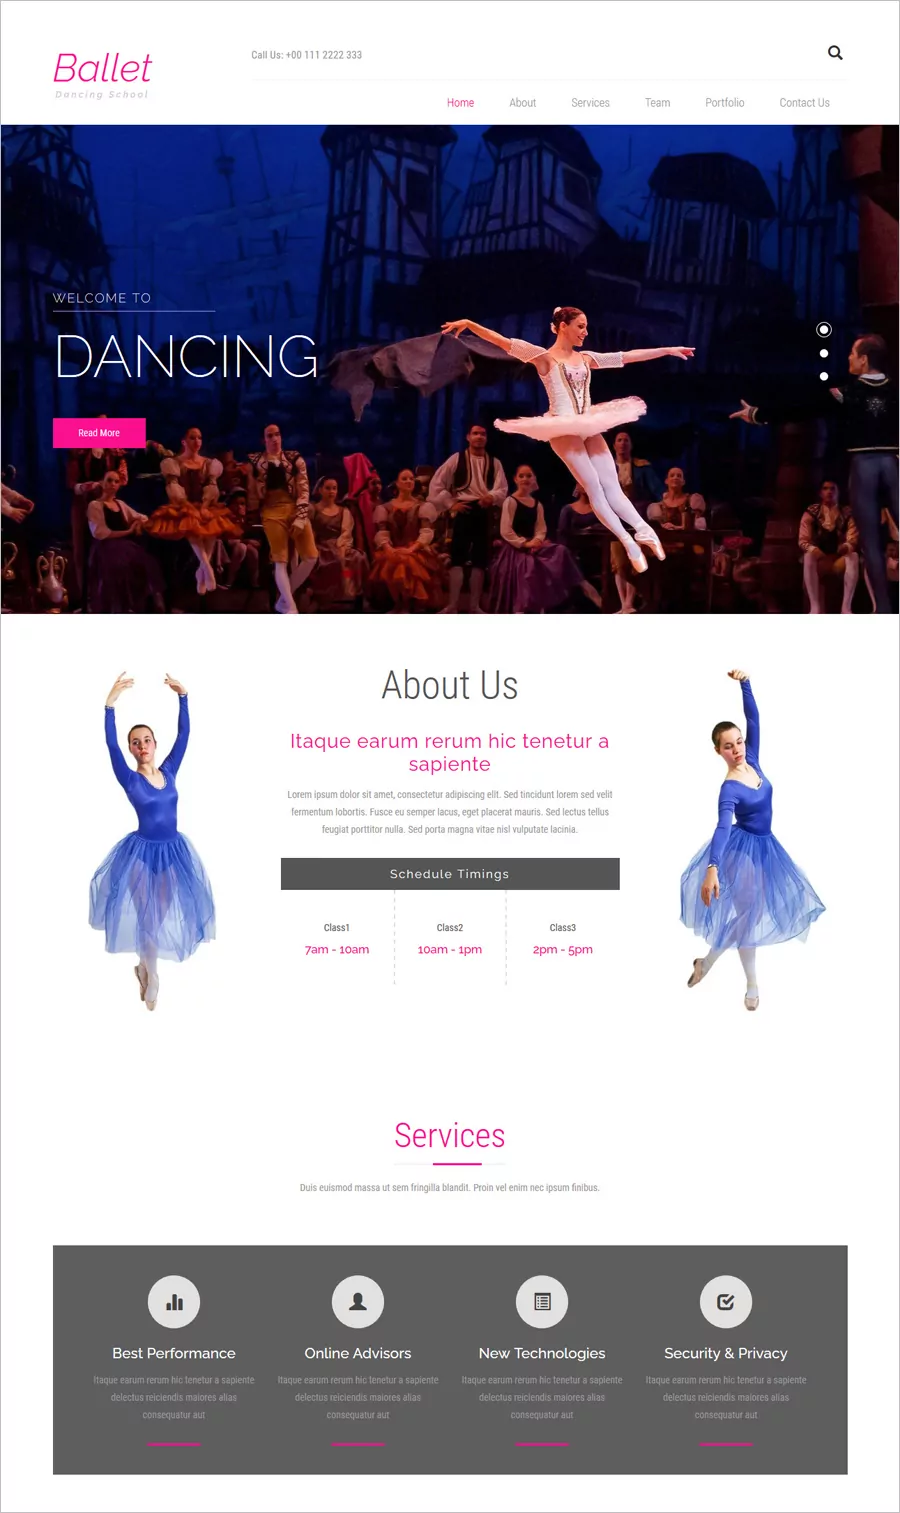 Ballet
Dancing School
Call Us: +00 111 2222 333
Home About Services Team Portfolio Contact Us
WELCOME TO
DANCING
Read More
About Us
Itaque earum rerum hic tenetur a
sapiente
Lorem ipsum dolor sit amet, consectetur adipiscing elit. Sed tincidunt lorem sed velit
fermentum lobortis. Fusce eu semper lacus, eget placerat mauris. Sed lectus tellus
feugiat porttitor nulla. Sed porta magna vitae nisl vulputate lacinia.
Schedule Timings
Class1 Class2 Class3
7am - 10am 10am - 1pm 2pm - 5pm
Services
Duis euismod massa ut sem fringilla blandit. Proin vel enim nec ipsum finibus.
Best Performance
Itaque earum rerum hic tenetur a sapiente
delectus reiciendis maiores alias
consequatur aut
Online Advisors
Itaque earum rerum hic tenetur a sapiente
delectus reiciendis maiores alias
consequatur aut
New Technologies
Itaque earum rerum hic tenetur a sapiente
delectus reiciendis maiores alias
consequatur aut
Security & Privacy
Itaque earum rerum hic tenetur a sapiente
delectus reiciendis maiores alias
consequatur aut